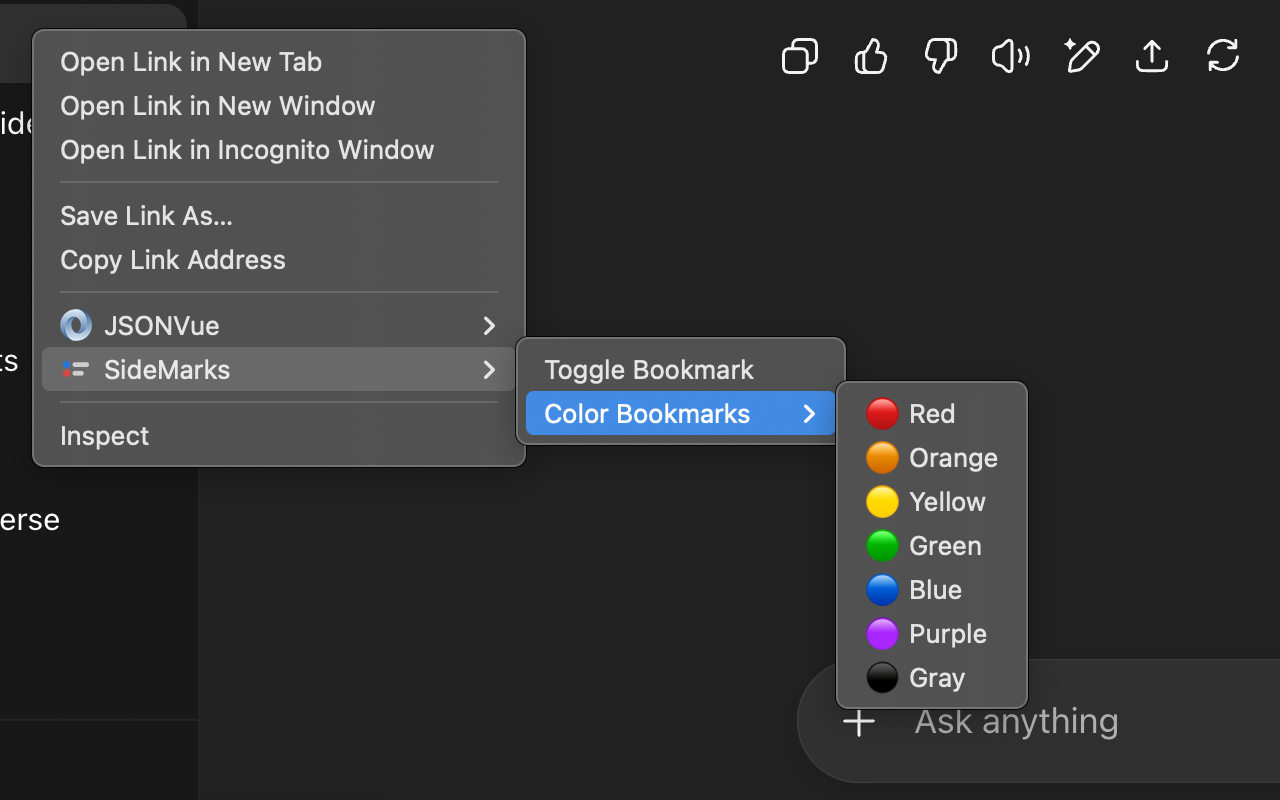 Open Link in New Tab
Open Link in New Window
Open Link in Incognito Window
Save Link As...
Copy Link Address
JSONVue
SideMarks
Inspect
Toggle Bookmark
Color Bookmarks
Red
Orange
Yellow
Green
Blue
Purple
Gray
ide
ts
erse
Ask anything